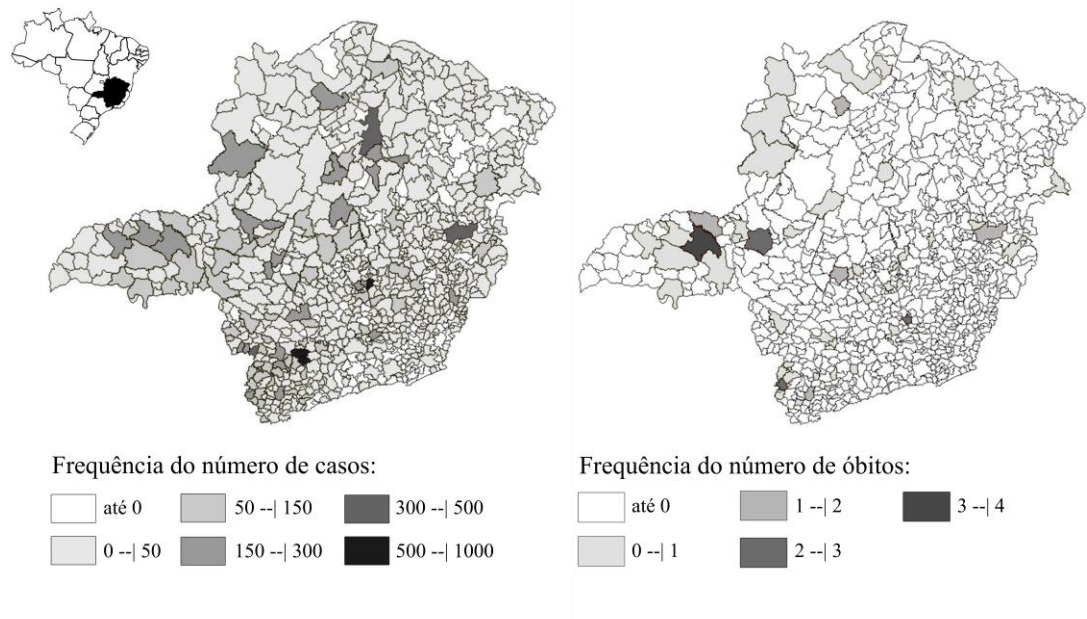 Frequência do número de casos:
até 0
50 --| 150
300 --| 500
0 --| 50
150 --| 300
500 --| 1000
Frequência do número de óbitos:
até 0
1 --| 2
3 --| 4
0 --| 1
2 --| 3